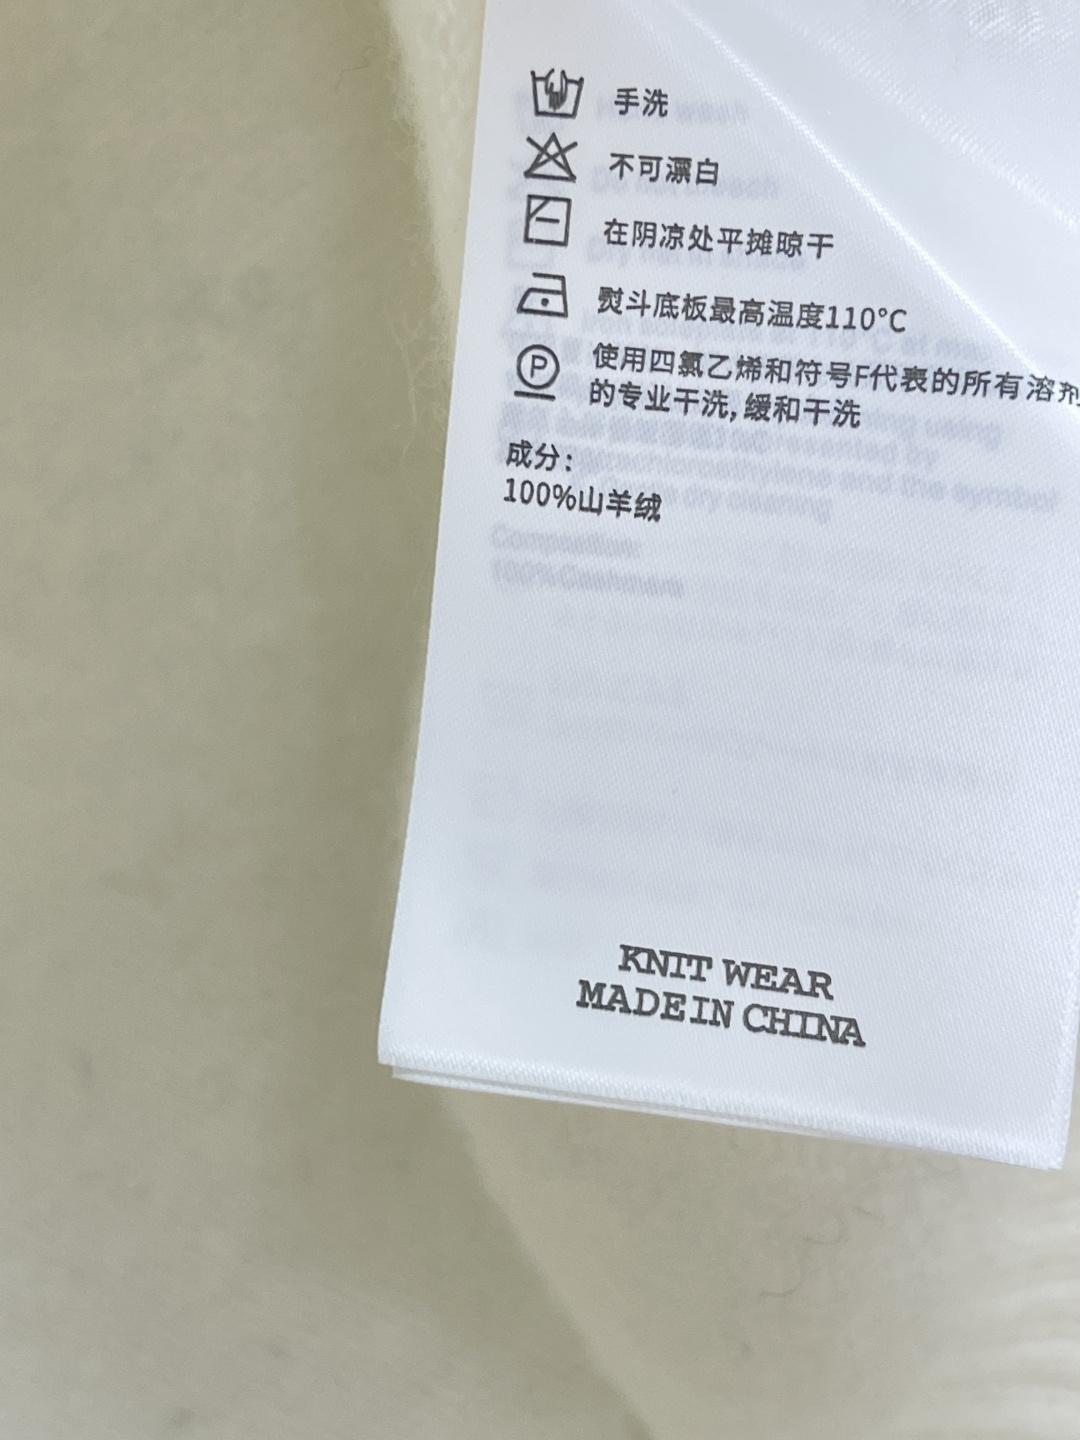 手洗
不可漂白
在阴凉处平摊晾干
熨斗底板最高温度110°C
P
使用四氯乙烯和符号F代表的所有溶剂
的专业干洗,缓和干洗
成分:
100%山羊绒
Composition:
100%Cashmere
KNIT WEAR
MADE IN CHINA